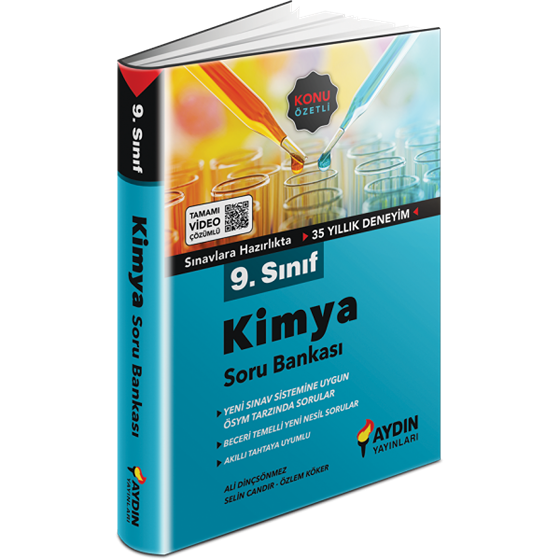 9. Sınıf
Kimya Soru Bankası
AYDIN
YAYINLARI
KONU
ÖZETLİ
TAMAMI
VİDEO
ÇÖZÜMLÜ
Sınavlara Hazırlıkta 35 YILLIK DENEYİM
9. Sınıf
Kimya
Soru Bankası
YENİ SINAV SİSTEMİNE UYGUN
ÖSYM TARZINDA SORULAR
BECERİ TEMELLİ YENİ NESİL SORULAR
AKILLI TAHTAYA UYUMLU
ALİ DİNÇSÖNMEZ
SELİN CANDIR - ÖZLEM KÖKER
AYDIN
YAYINLARI